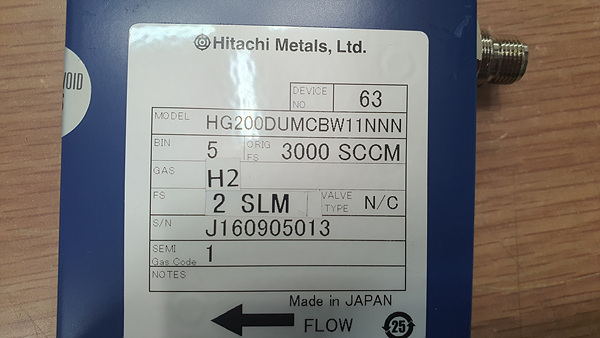 Hitachi Metals, Ltd.
DEVICE NO. 63
MODEL HG200DUMCBW11NNN
BIN 5 ORIG FS 3000 SCCM
GAS H2
FS 2 SLM VALVE TYPE N/C
S/N J160905013
SEMI Gas Code 1
NOTES
Made in JAPAN
FLOW 25